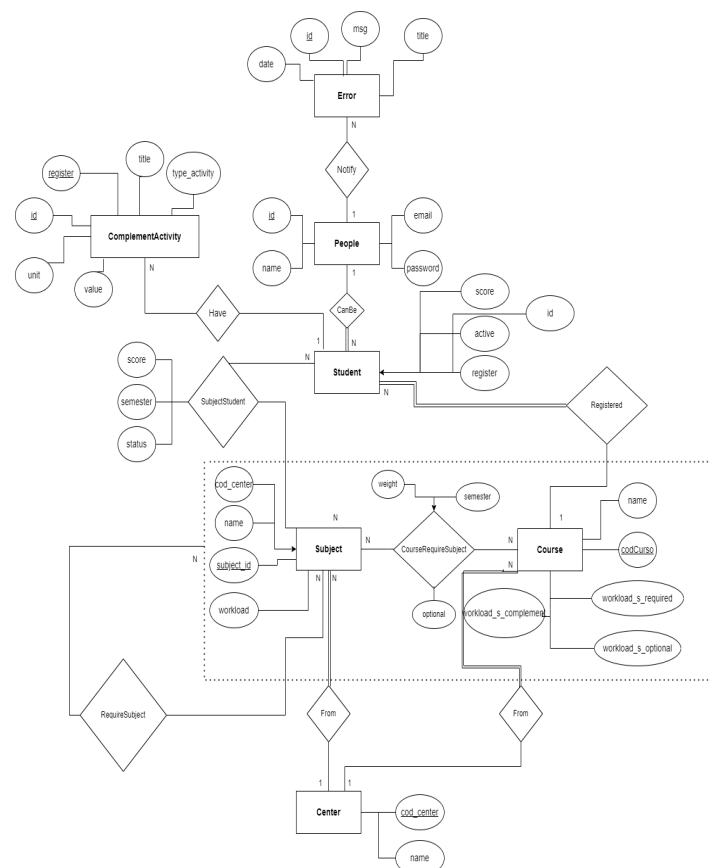 id
msg
title
date
Error
N
Notify
1
register
title
type_activity
id
ComplementActivity
unit
value
N
id
email
People
name
password
1
CanBe
N
Have
1
score
id
active
Student
register
N
N
score
semester
SubjectStudent
status
Registered
cod_center
name
subject_id
workload
N
N
Subject
N
N
N
weight
semester
CourseRequireSubject
optional
name
1
N
Course
N
codCurso
workload_s_required
workload_s_complement
workload_s_optional
N
RequireSubject
From
From
1
1
Center
cod_center
name